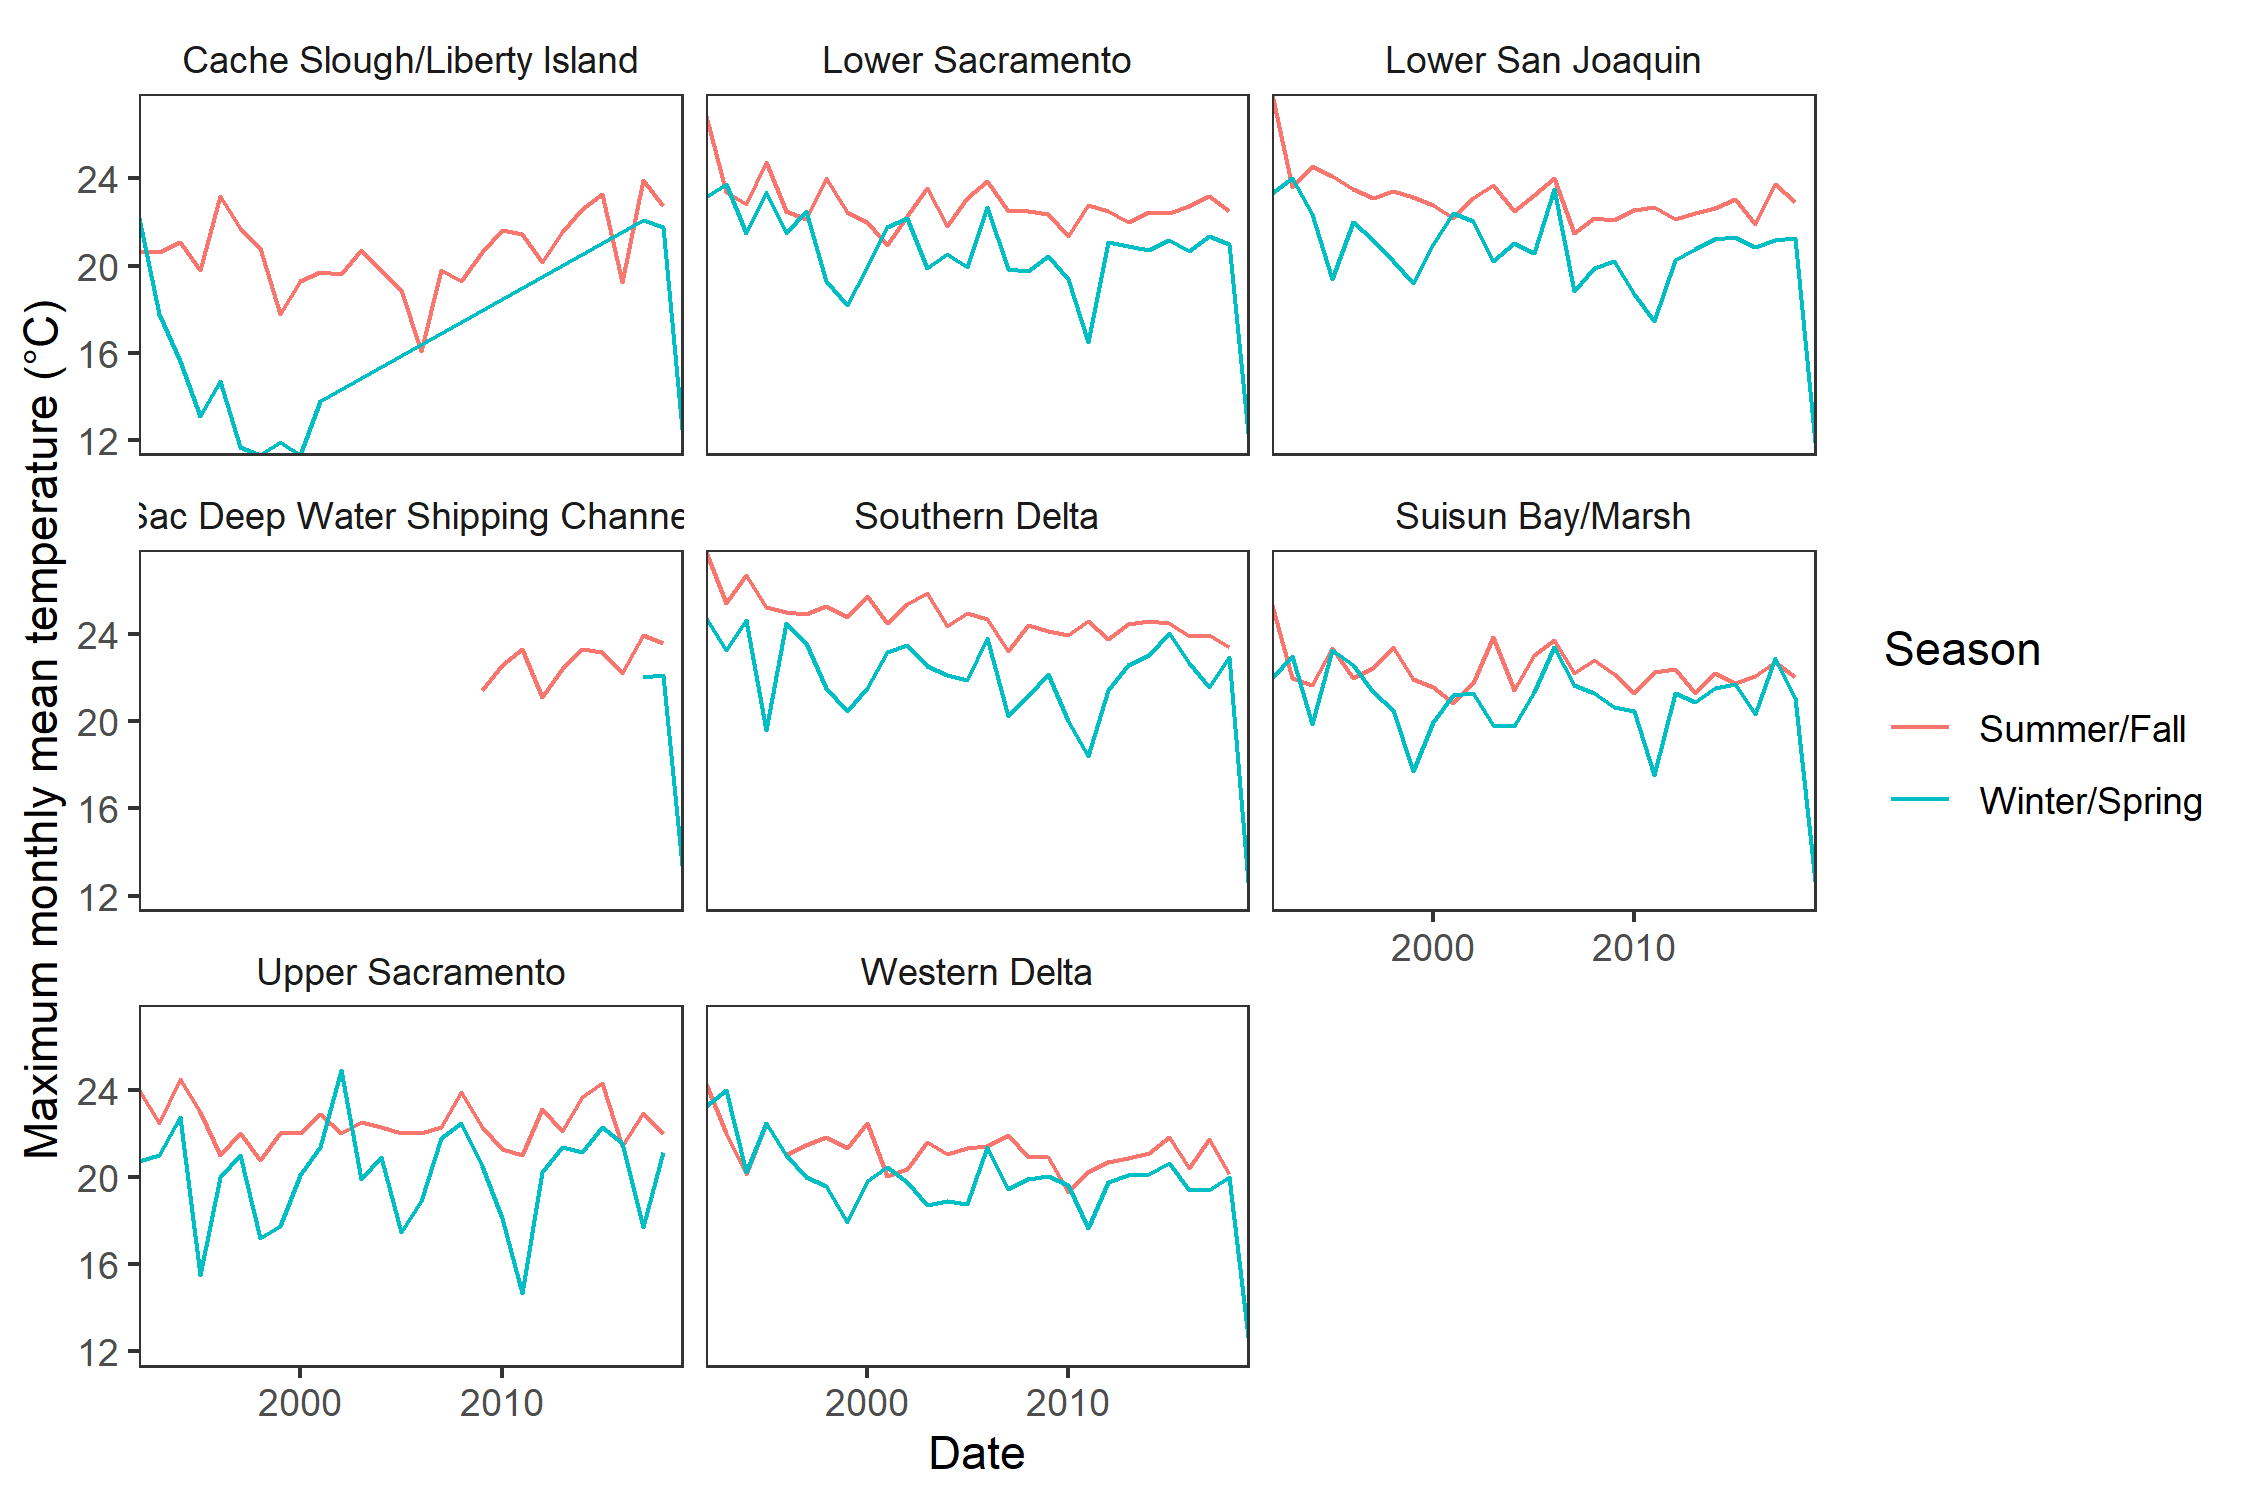 Cache Slough/Liberty Island
Lower Sacramento
Lower San Joaquin
24
20
16
12
Sac Deep Water Shipping Channe
Southern Delta
Suisun Bay/Marsh
24
20
16
12
2000
2010
Upper Sacramento
Western Delta
24
20
16
12
2000
2010
2000
2010
Date
Maximum monthly mean temperature (°C)
Season
Summer/Fall
Winter/Spring